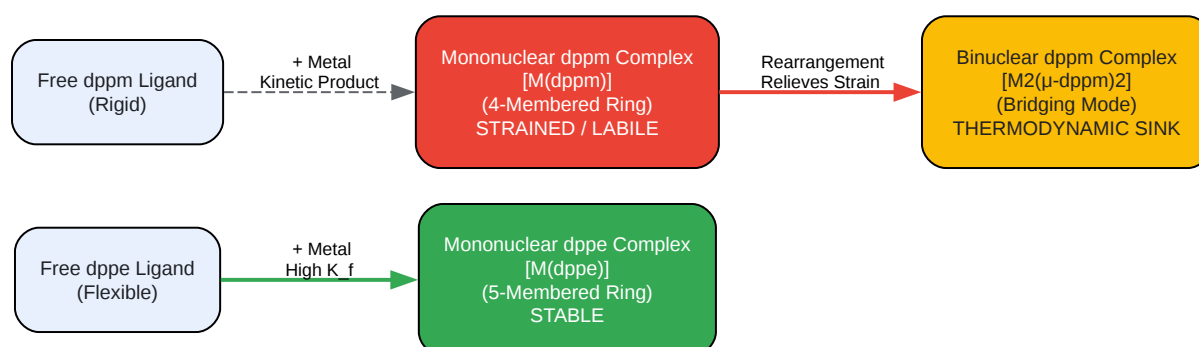 Free dppm Ligand
(Rigid)
+ Metal
Kinetic Product
Mononuclear dppm Complex
[M(dppm)]
(4-Membered Ring)
STRAINED / LABILE
Rearrangement
Relieves Strain
Binuclear dppm Complex
[M2(μ-dppm)2]
(Bridging Mode)
THERMODYNAMIC SINK
Free dppe Ligand
(Flexible)
+ Metal
High K_f
Mononuclear dppe Complex
[M(dppe)]
(5-Membered Ring)
STABLE